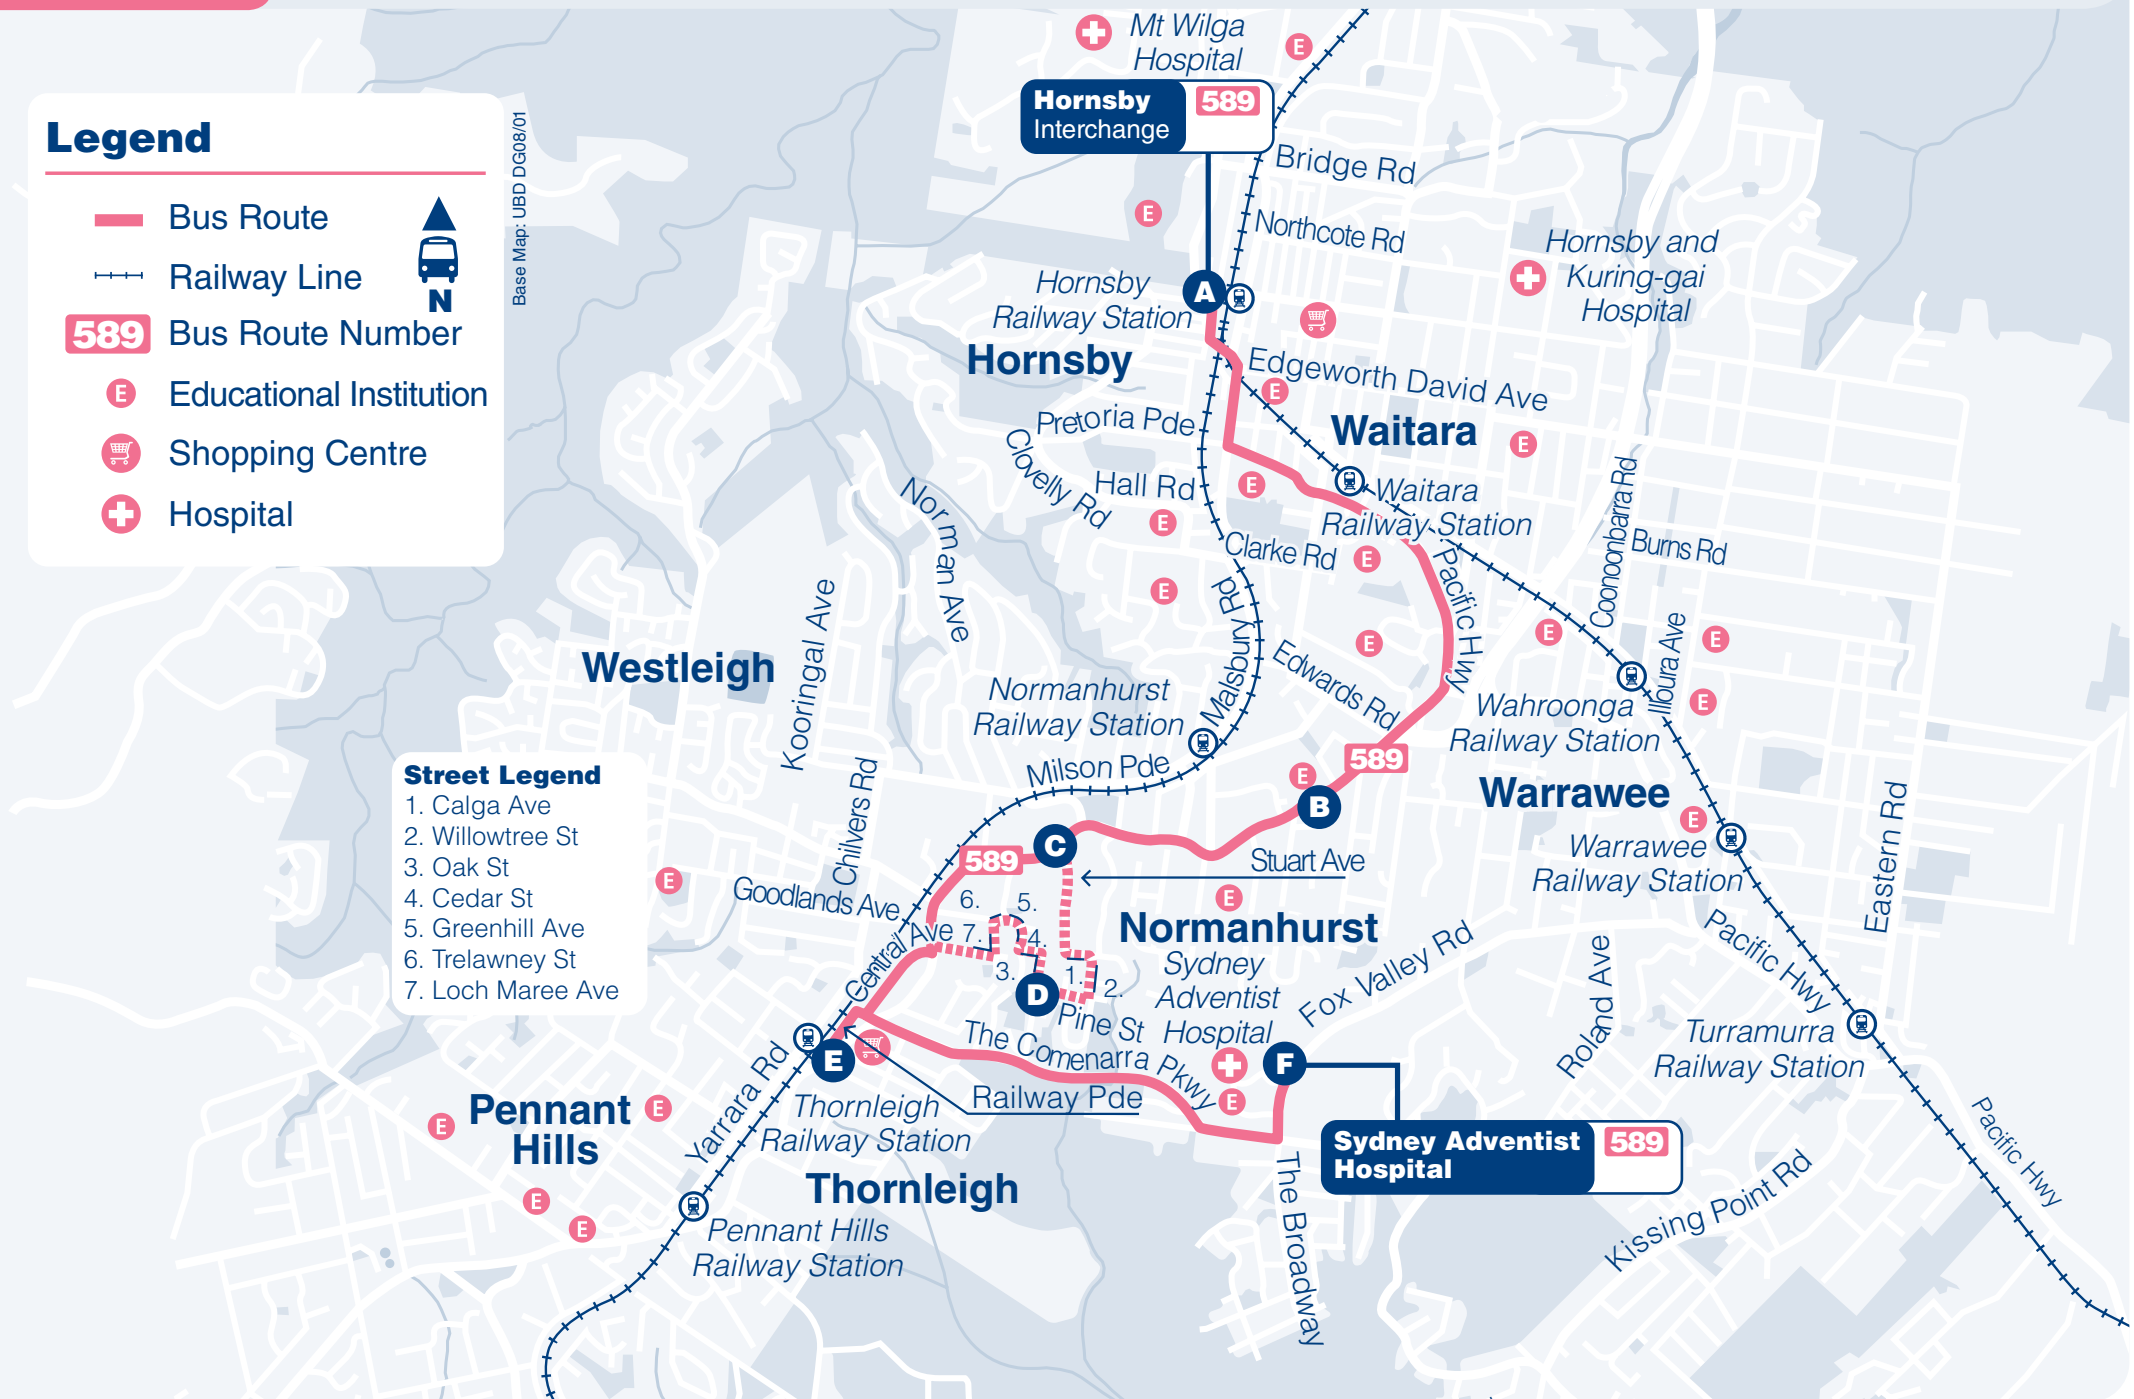 Legend
Bus Route
Railway Line
N
589 Bus Route Number
E Educational Institution
Shopping Centre
Hospital
Base Map: UBD DG08/01
Street Legend
1. Calga Ave
2. Willowtree St
3. Oak St
4. Cedar St
5. Greenhill Ave
6. Trelawney St
7. Loch Maree Ave
Mt Wilga
Hospital
E
Hornsby
Interchange
589
Bridge Rd
E
Northcote Rd
Hornsby and
Kuring-gai
Hospital
Hornsby
Railway Station
A
Hornsby
Edgeworth David Ave
E
Waitara
E
Pretoria Pde
Clovelly Rd
Hall Rd
E
E
Waitara
Railway Station
Norman Ave
Clarke Rd
E
E
Pacific Hwy
Coonoonbarra Rd
Burns Rd
Malsbury Rd
Westleigh
Kooringal Ave
Edwards Rd
E
E
Illoura Ave
E
E
Normanhurst
Railway Station
Wahroonga
Railway Station
Milson Pde
589
E
B
Warrawee
E
Warrawee
Railway Station
Eastern Rd
Chilvers Rd
C
589
Stuart Ave
E
Goodlands Ave
E
6.
5.
7.
4.
3.
1.
2.
Central Ave
Normanhurst
Sydney
Adventist
Hospital
Fox Valley Rd
Roland Ave
Pacific Hwy
D
Pine St
The Comenarra Pkwy
F
E
Turramurra
Railway Station
E
Yarrara Rd
Railway Pde
Thornleigh
Railway Station
Pennant
Hills
E
E
E
E
Thornleigh
Sydney Adventist
Hospital
589
Pacific Hwy
Pennant Hills
Railway Station
The Broadway
Kissing Point Rd